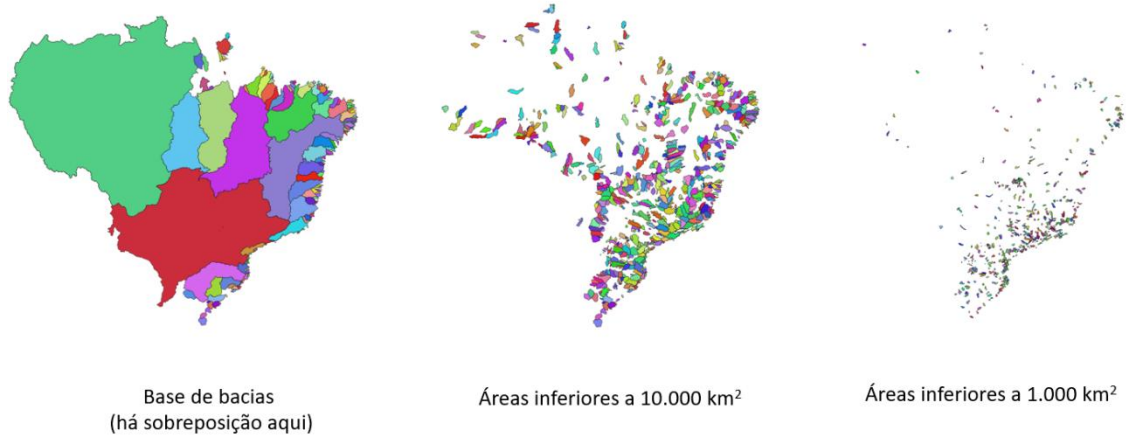 Base de bacias
(há sobreposição aqui)
Áreas inferiores a 10.000 km²
Áreas inferiores a 1.000 km²